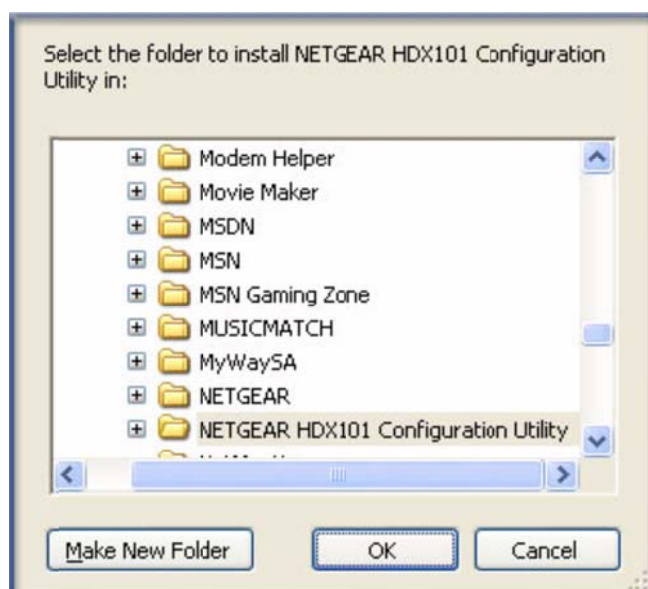 Select the folder to install NETGEAR HDX101 Configuration
Utility in:
Modem Helper
Movie Maker
MSDN
MSN
MSN Gaming Zone
MUSICMATCH
MyWaySA
NETGEAR
NETGEAR HDX101 Configuration Utility
Make New Folder
OK
Cancel